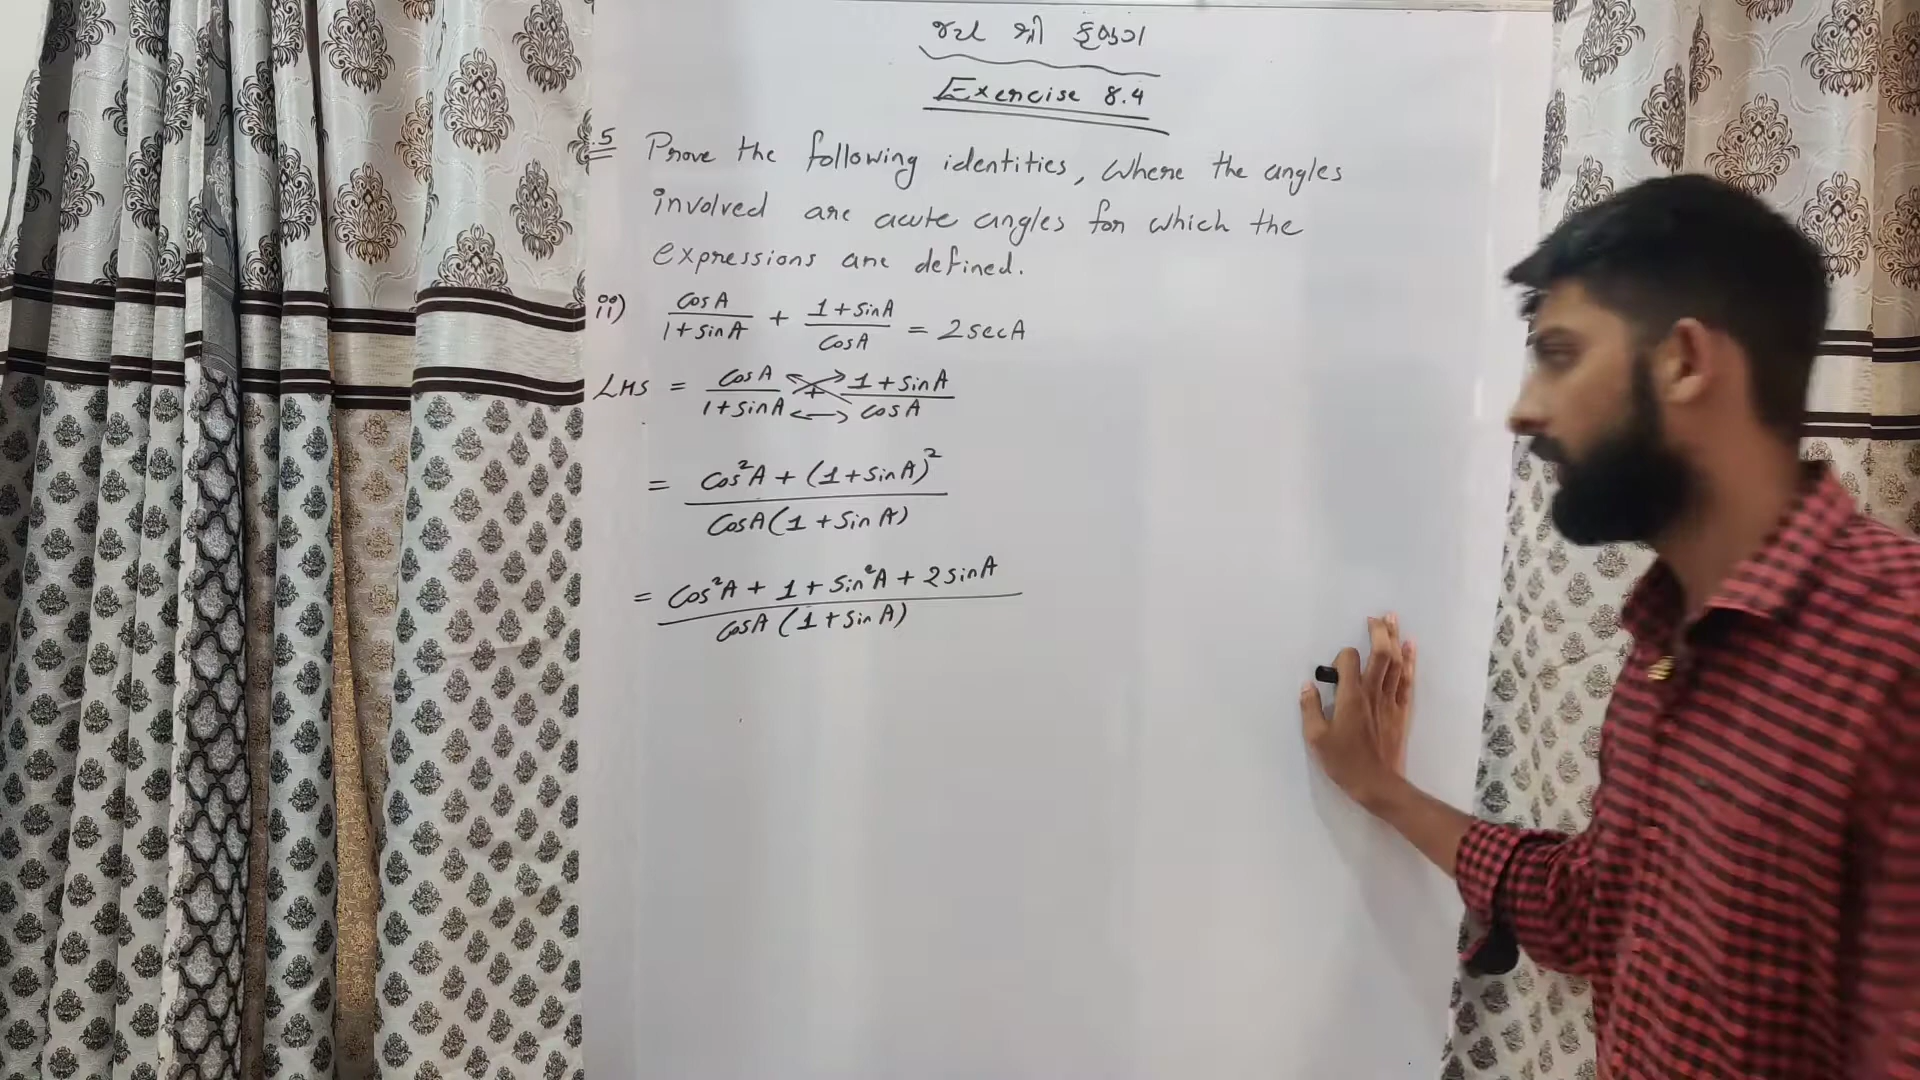 જય શ્રી કૃષ્ણ
Exercise 8.4
.5 Prove the following identities, where the angles
involved are acute angles for which the
expressions are defined.
ii) cosA/1+sinA + 1+sinA/cosA = 2secA
LHS = cosA/1+sinA + 1+sinA/cosA
= cos²A + (1+sinA)²/cosA(1+sinA)
= cos²A + 1 + sin²A + 2sinA/cosA(1+sinA)